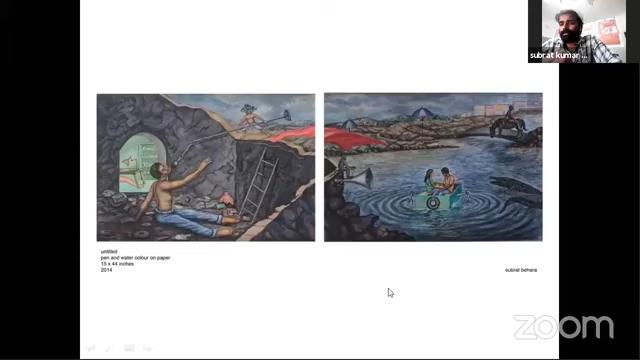 subrat kumar ...
untitled
pen and water colour on paper
15 x 44 inches
2014
subrat behera
zoom